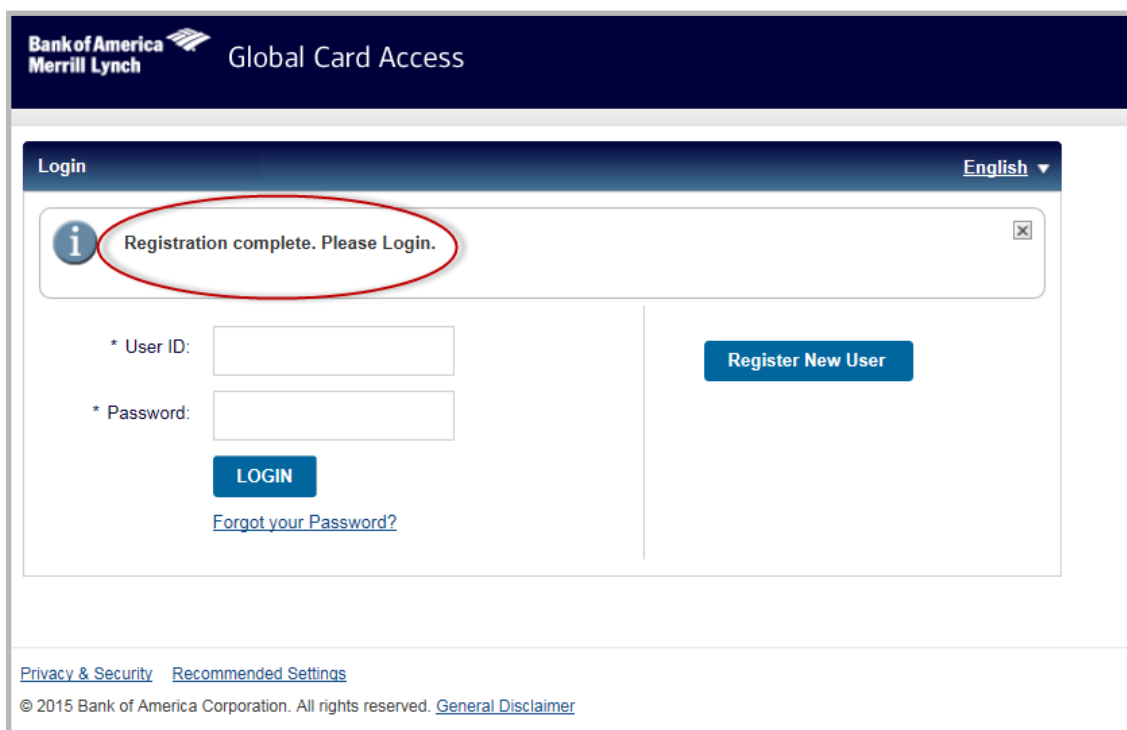 Bank of America
Merrill Lynch
Global Card Access
Login
English
Registration complete. Please Login.
* User ID:
Register New User
* Password:
LOGIN
Forgot your Password?
Privacy & Security Recommended Settings
© 2015 Bank of America Corporation. All rights reserved. General Disclaimer